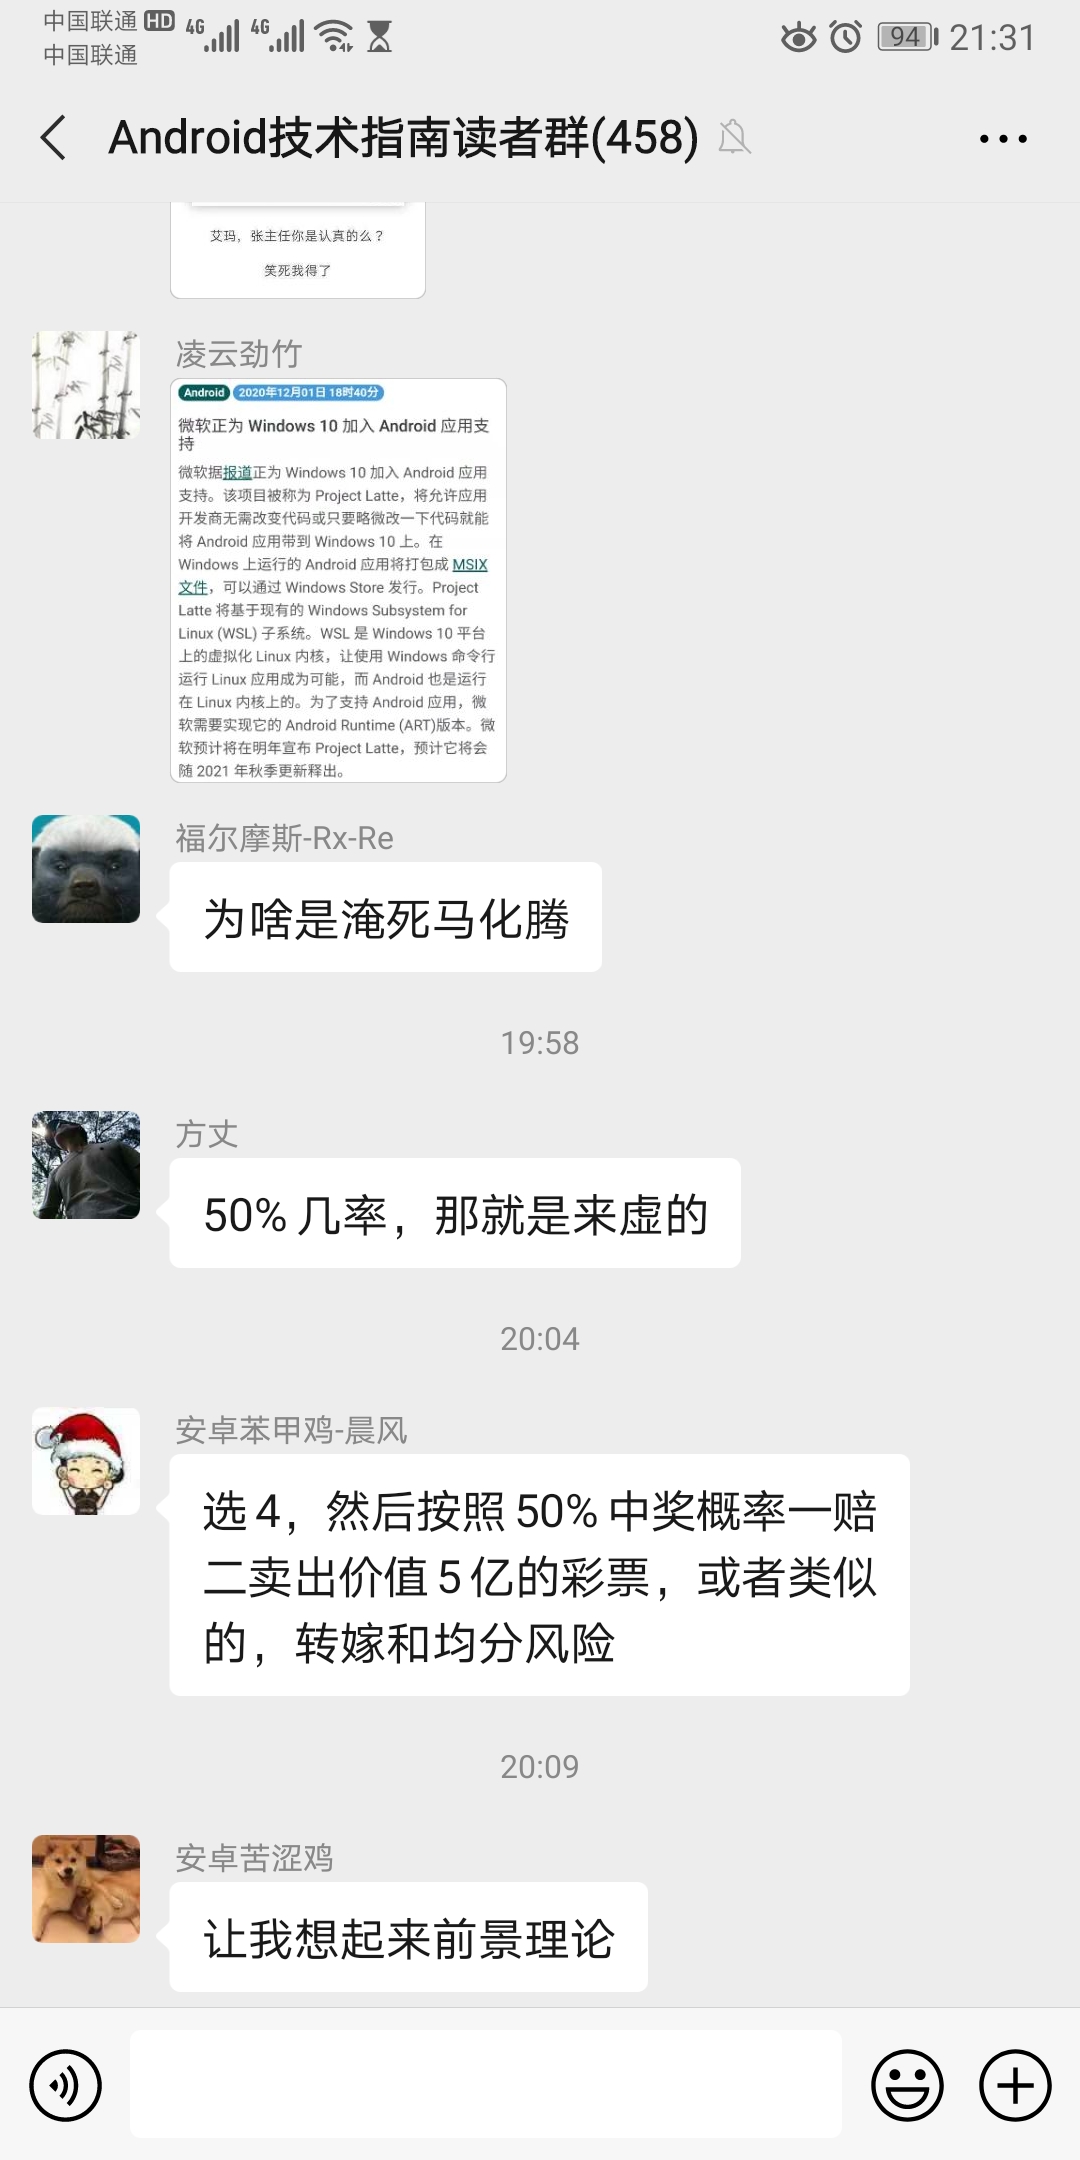 中国联通 HD 4G 4G 94 21:31
中国联通
Android技术指南读者群(458)
艾玛，张主任你是认真的么？
笑死我得了
凌云劲竹
Android 2020年12月01日 18时40分
微软正为 Windows 10 加入 Android 应用支
持
微软据报道正为 Windows 10 加入 Android 应用
支持。该项目被称为 Project Latte，将允许应用
开发商无需改变代码或只要略微改一下代码就能
将 Android 应用带到 Windows 10 上。在
Windows 上运行的 Android 应用将打包成 MSIX
文件，可以通过 Windows Store 发行。Project
Latte 将基于现有的 Windows Subsystem for
Linux (WSL) 子系统。WSL 是 Windows 10 平台
上的虚拟化 Linux 内核，让使用 Windows 命令行
运行 Linux 应用成为可能，而 Android 也是运行
在 Linux 内核上的。为了支持 Android 应用，微
软需要实现它的 Android Runtime (ART)版本。微
软预计将在明年宣布 Project Latte，预计它将会
随 2021 年秋季更新释出。
福尔摩斯-Rx-Re
为啥是淹死马化腾
19:58
方丈
50% 几率，那就是来虚的
20:04
安卓苯甲鸡-晨风
选 4，然后按照 50% 中奖概率一赔
二卖出价值 5 亿的彩票，或者类似
的，转嫁和均分风险
20:09
安卓苦涩鸡
让我想起来前景理论